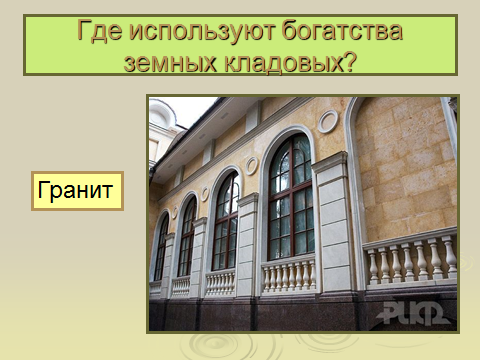 Где используют богатства
земных кладовых?
Гранит